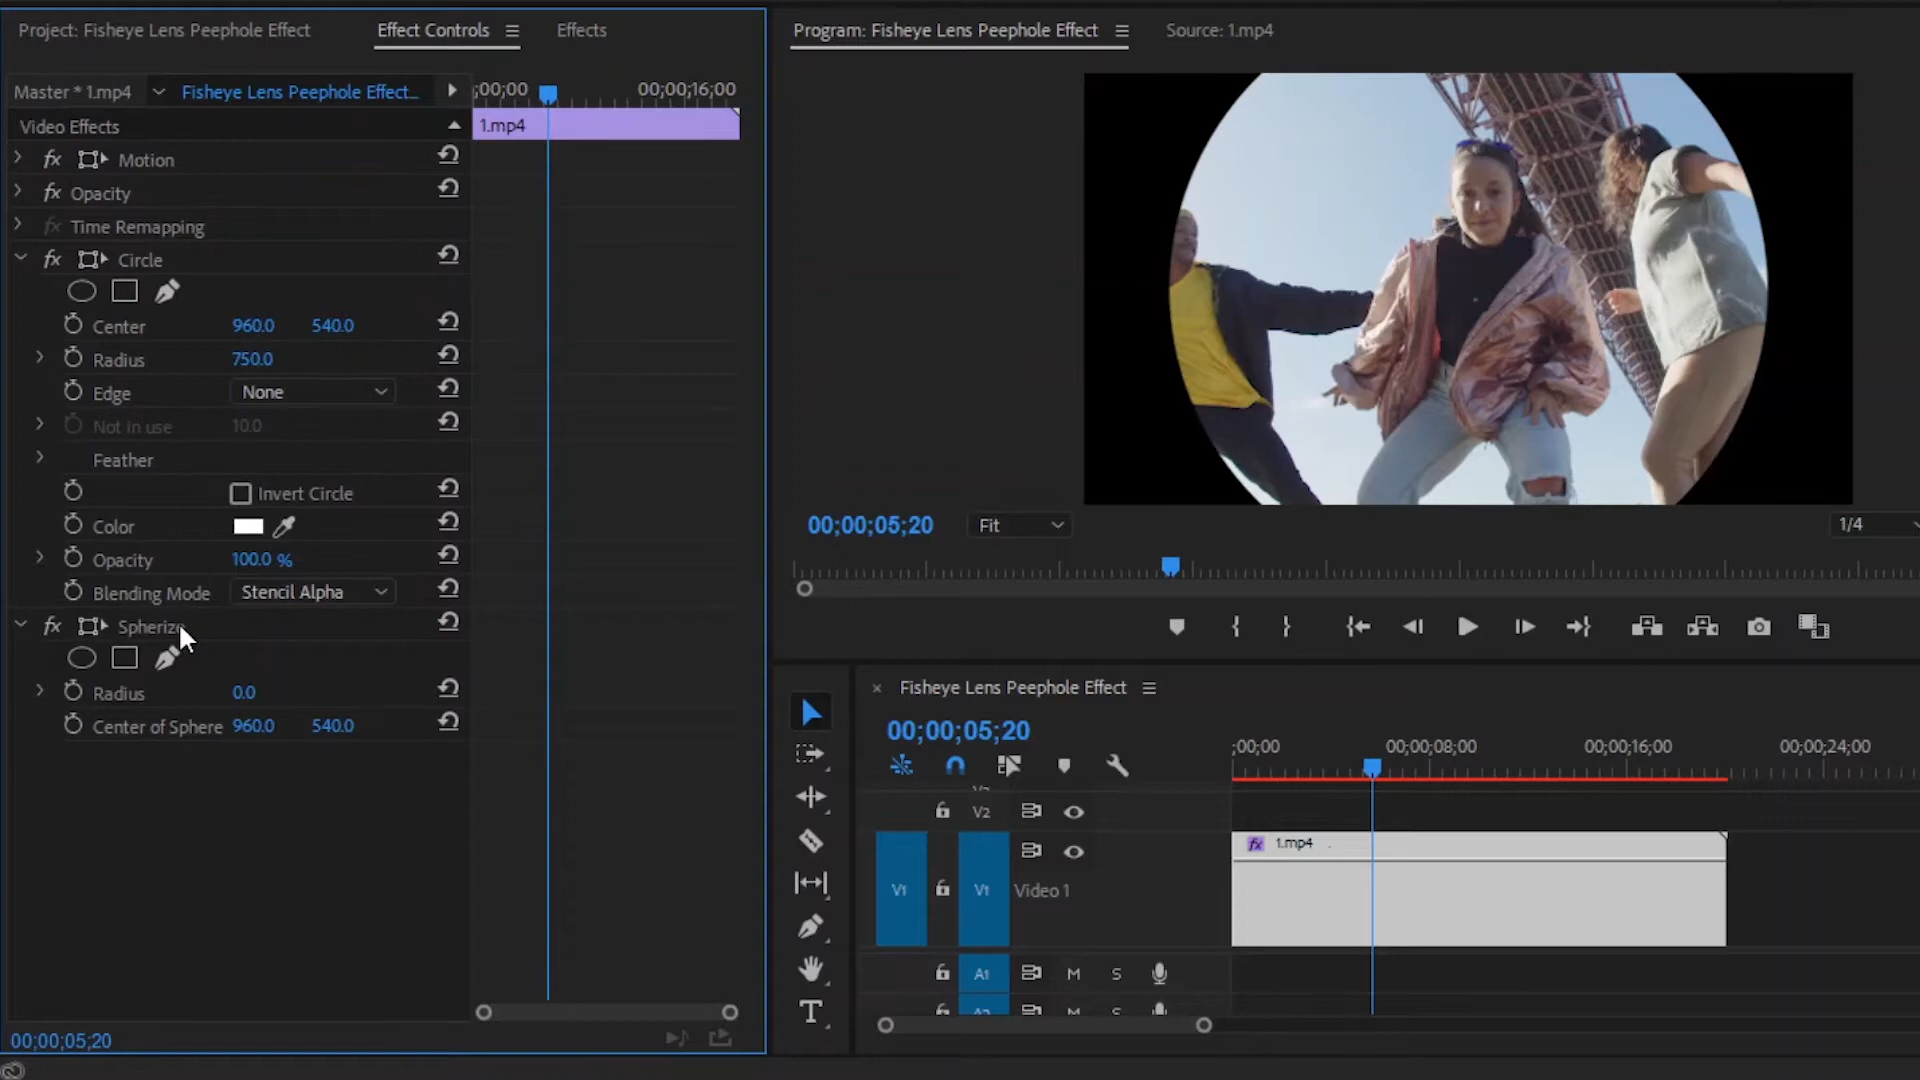 Project: Fisheye Lens Peephole Effect
Effect Controls
Effects
Master * 1.mp4
Fisheye Lens Peephole Effect...
;00;00
00;00;16;00
Video Effects
1.mp4
fx Motion
fx Opacity
fx Time Remapping
fx Circle
Center 960.0 540.0
Radius 750.0
Edge None
Not in use 10.0
Feather
Invert Circle
Color
Opacity 100.0 %
Blending Mode Stencil Alpha
fx Spherize
Radius 0.0
Center of Sphere 960.0 540.0
00;00;05;20
Program: Fisheye Lens Peephole Effect
Source: 1.mp4
00;00;05;20
Fit
1/4
× Fisheye Lens Peephole Effect
00;00;05;20
;00;00
00;00;08;00
00;00;16;00
00;00;24;00
V2
V1
V1
Video 1
fx 1.mp4
A1
M
S
T